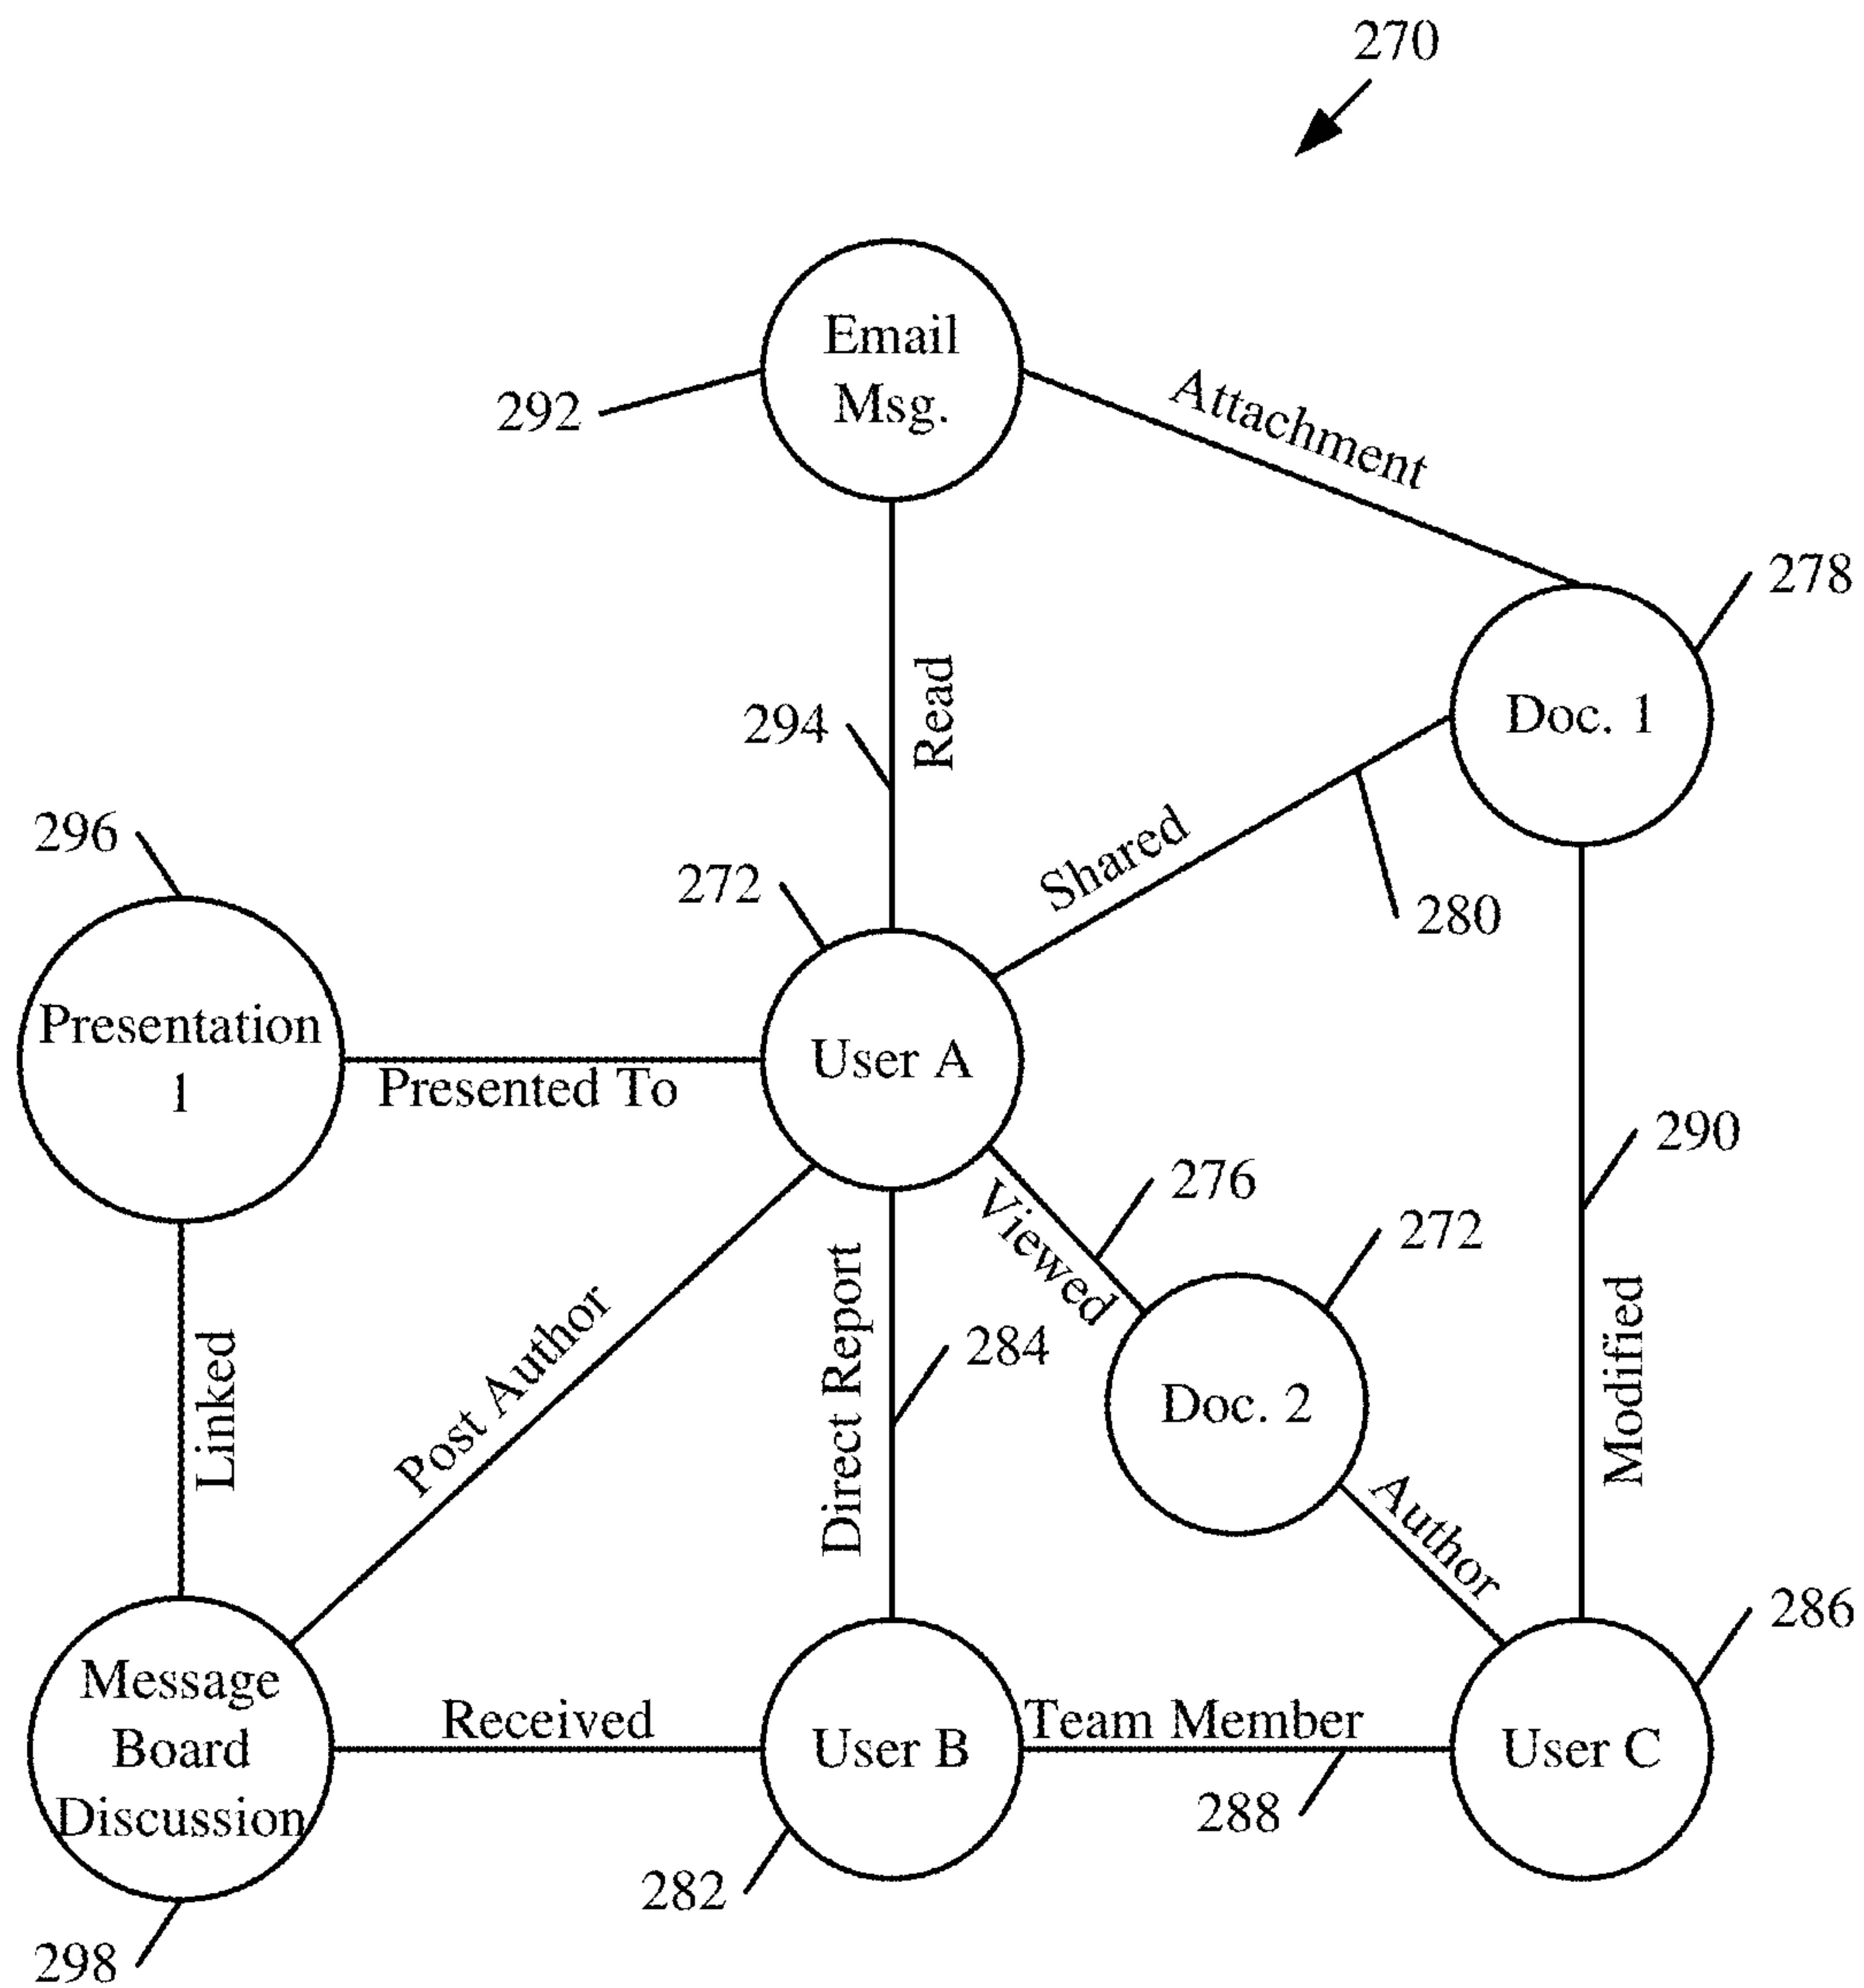 270
Email
Msg.
292
Attachment
278
Doc. 1
Read
294
296
Shared
272
280
Presentation
1
User A
Presented To
290
276
Viewed
272
Direct Report
Post Author
284
Linked
Doc. 2
Modified
Author
286
Message
Board
Discussion
Received
User B
Team Member
User C
288
282
298